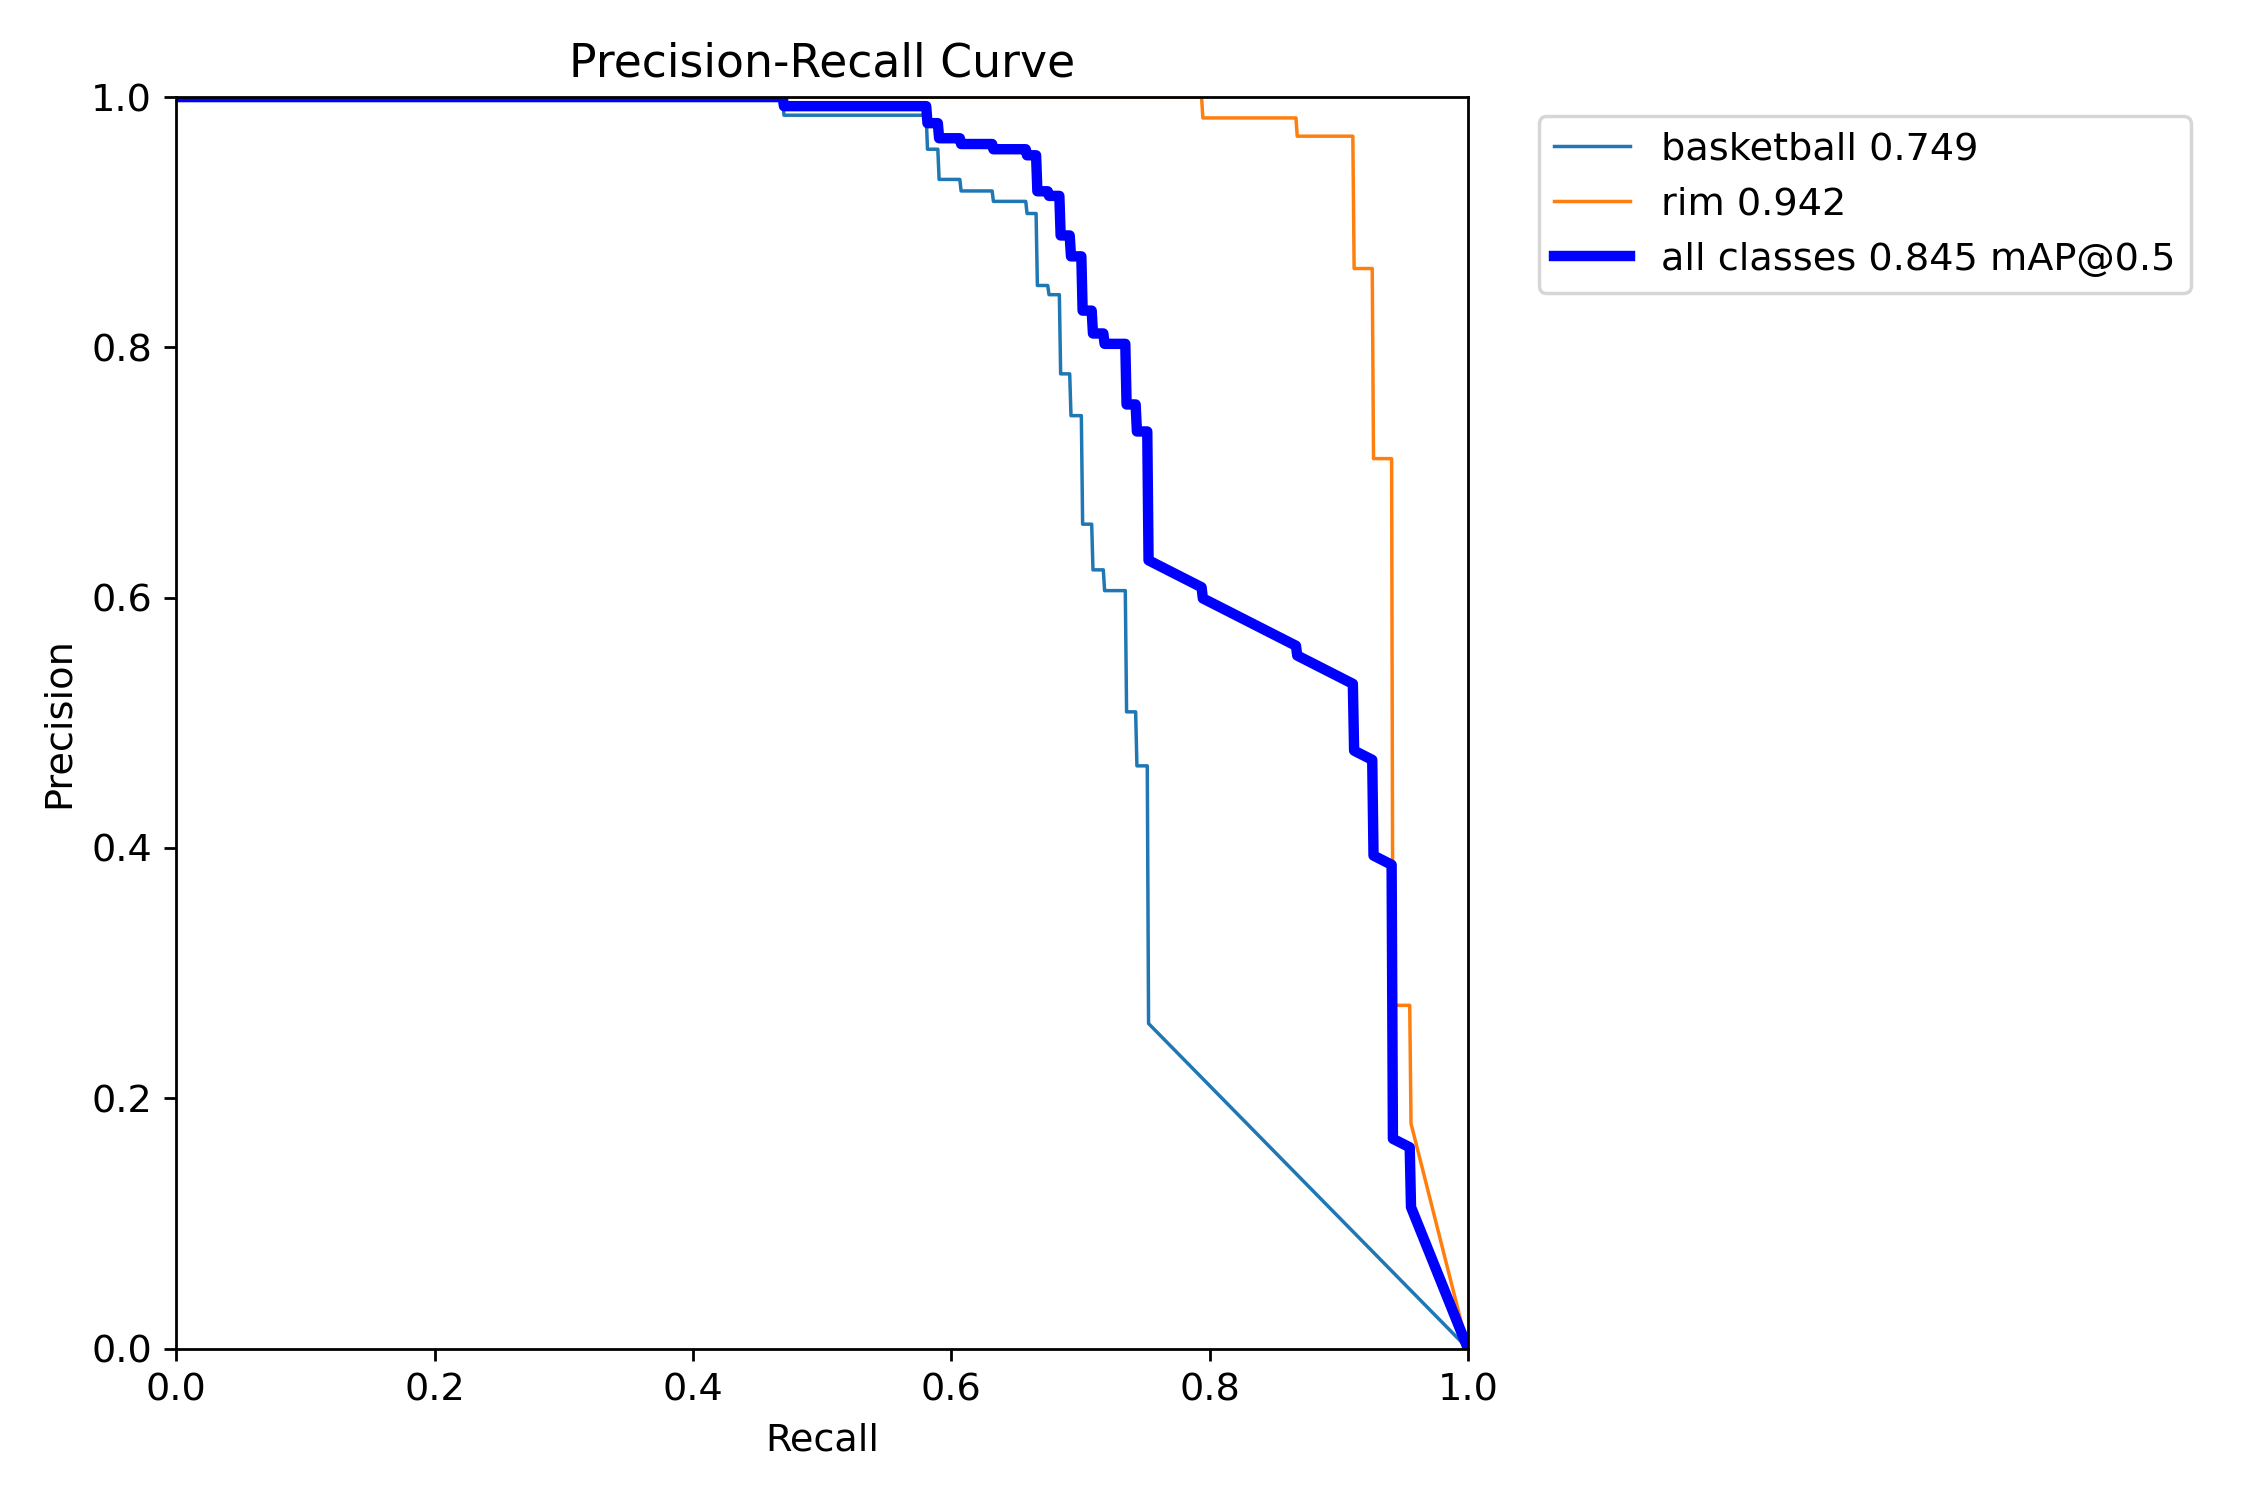 Precision-Recall Curve
1.0
0.8
0.6
0.4
0.2
0.0
Precision
0.0 0.2 0.4 0.6 0.8 1.0
Recall
basketball 0.749
rim 0.942
all classes 0.845 mAP@0.5